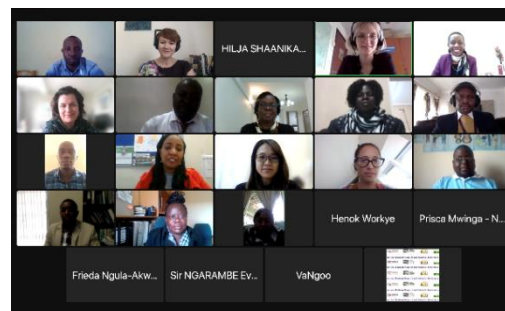 HILJA SHAANIKA...
Henok Workye
Prisca Mwinga - N...
Frieda Ngula-Akw...
Sir NGARAMBE Ev...
VaNgoo